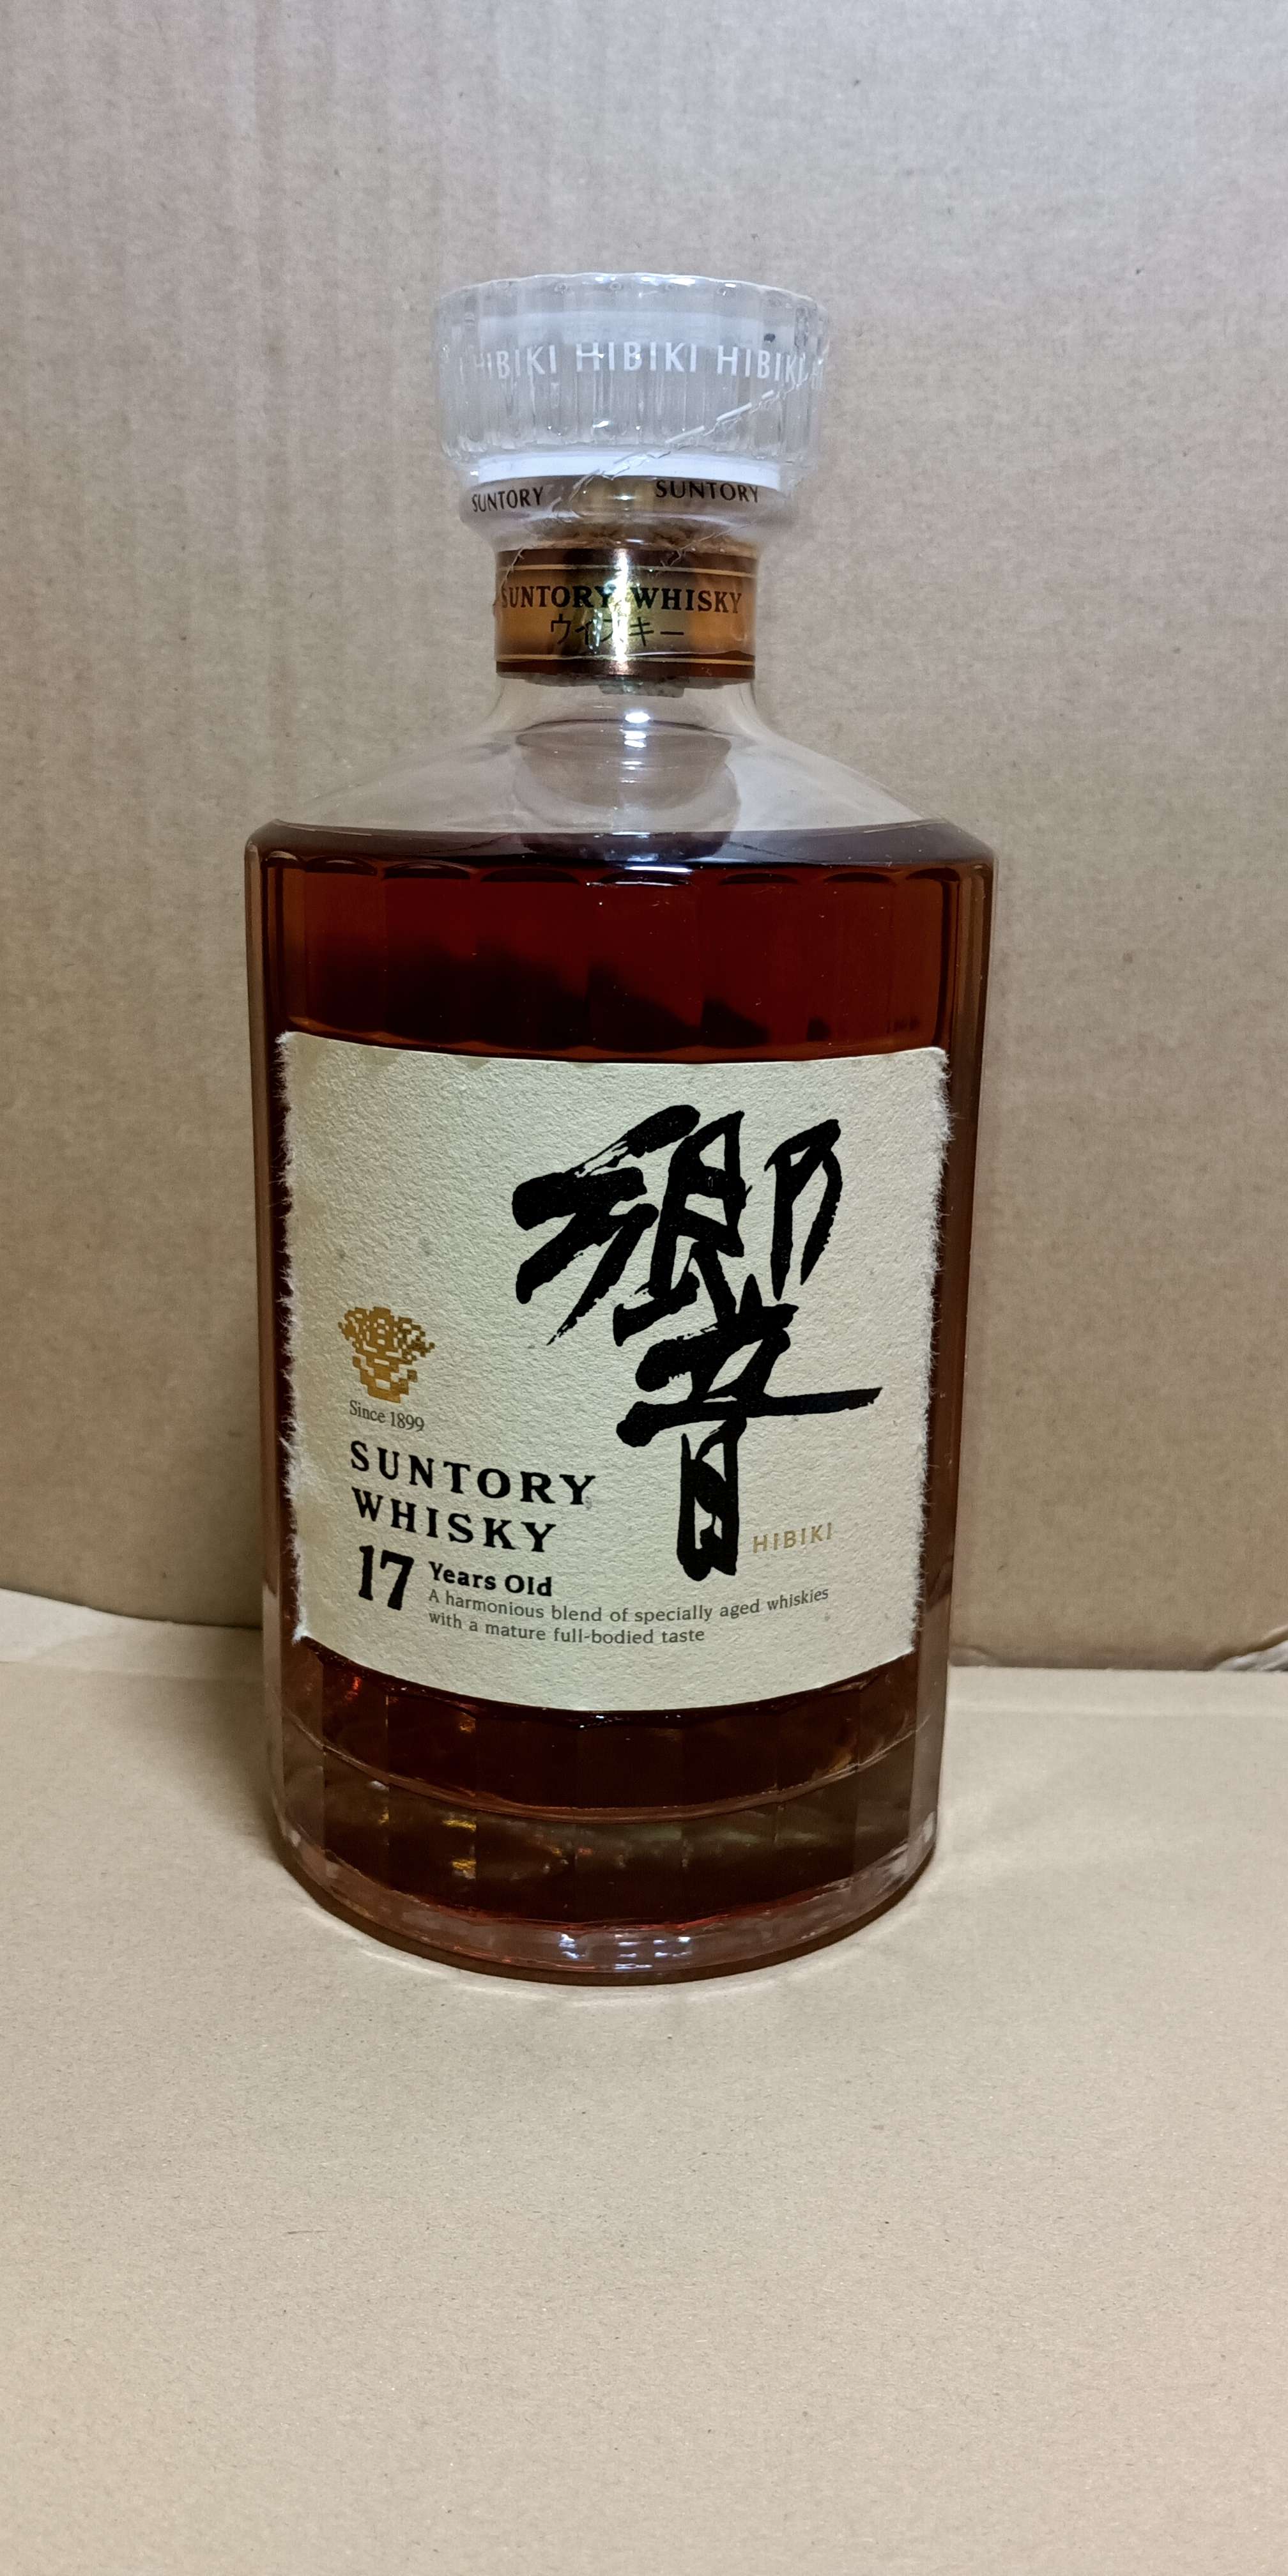 HIBIKI HIBIKI HIBIKI
SUNTORY SUNTORY
SUNTORY WHISKY
ウイスキー
響
Since 1899
SUNTORY
WHISKY
HIBIKI
17 Years Old
A harmonious blend of specially aged whiskies
with a mature full-bodied taste